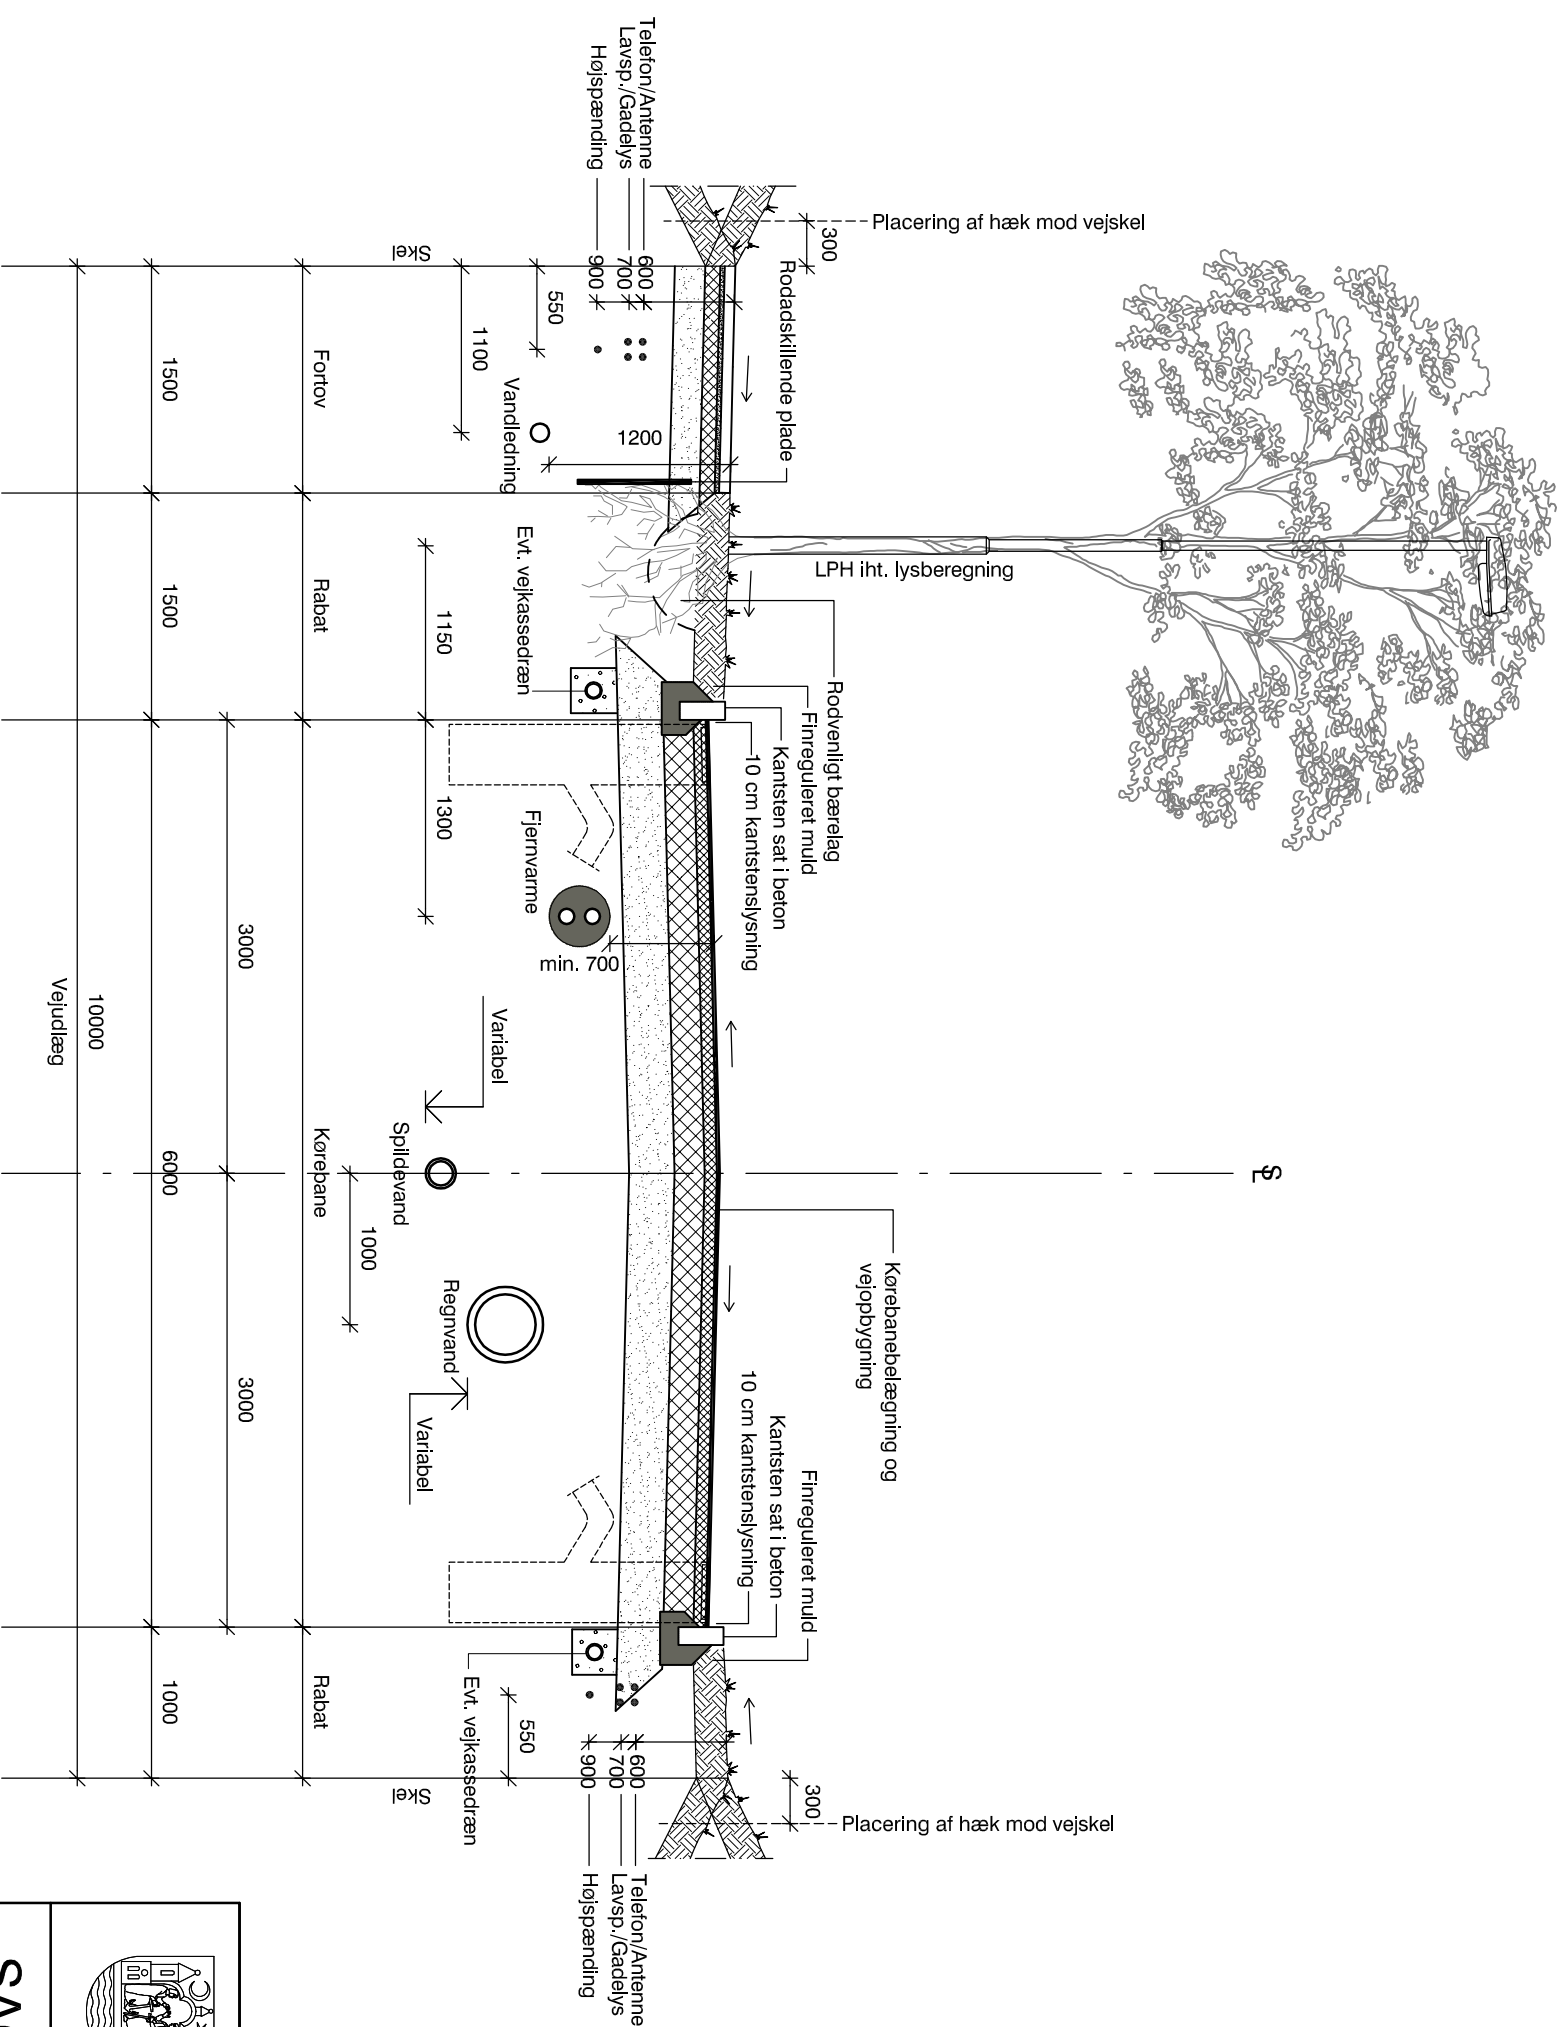 ℄
LPH iht. lysberegning
Kørebanebelægning og
vejopbygning
Placering af hæk mod vejskel
300
Rodadskillende plade
Rodvenligt bærelag
Finreguleret muld
Kantsten sat i beton
10 cm kantstenslysning
Finreguleret muld
Kantsten sat i beton
10 cm kantstenslysning
300
Placering af hæk mod vejskel
Telefon/Antenne
Lavsp./Gadelys
Højspænding
600
700
900
1200
min. 700
600
700
900
Telefon/Antenne
Lavsp./Gadelys
Højspænding
550
Vandledning
1100
Evt. vejkassedræn
1150
Fjernvarme
1300
Variabel
Spildevand
1000
Regnvand
Variabel
Evt. vejkassedræn
550
Skel
Skel
Fortov
Rabat
Kørebane
Rabat
3000
3000
1500
1500
6000
1000
10000
Vejudlæg